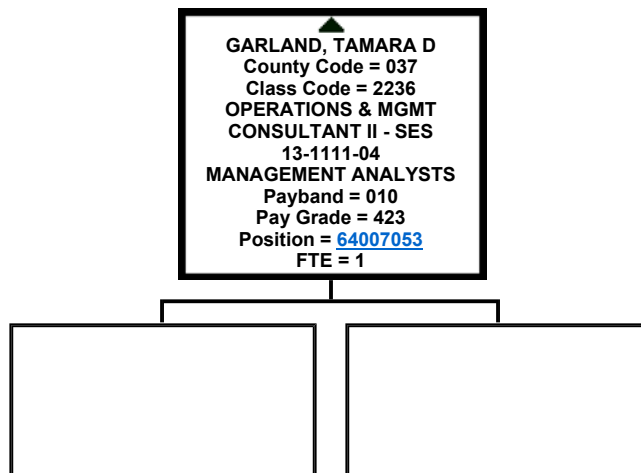 GARLAND, TAMARA D
County Code = 037
Class Code = 2236
OPERATIONS & MGMT
CONSULTANT II - SES
13-1111-04
MANAGEMENT ANALYSTS
Payband = 010
Pay Grade = 423
Position = 64007053
FTE = 1